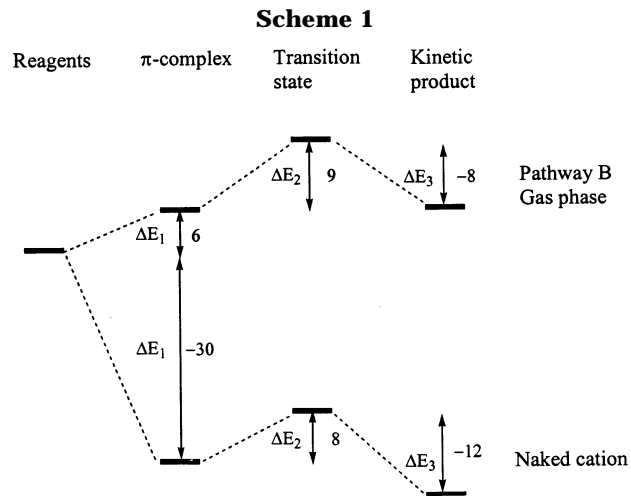 Scheme 1
Reagents
π-complex
Transition
state
Kinetic
product
ΔE2 9
ΔE3 -8
Pathway B
Gas phase
ΔE1 6
ΔE1 -30
ΔE2 8
ΔE3 -12
Naked cation